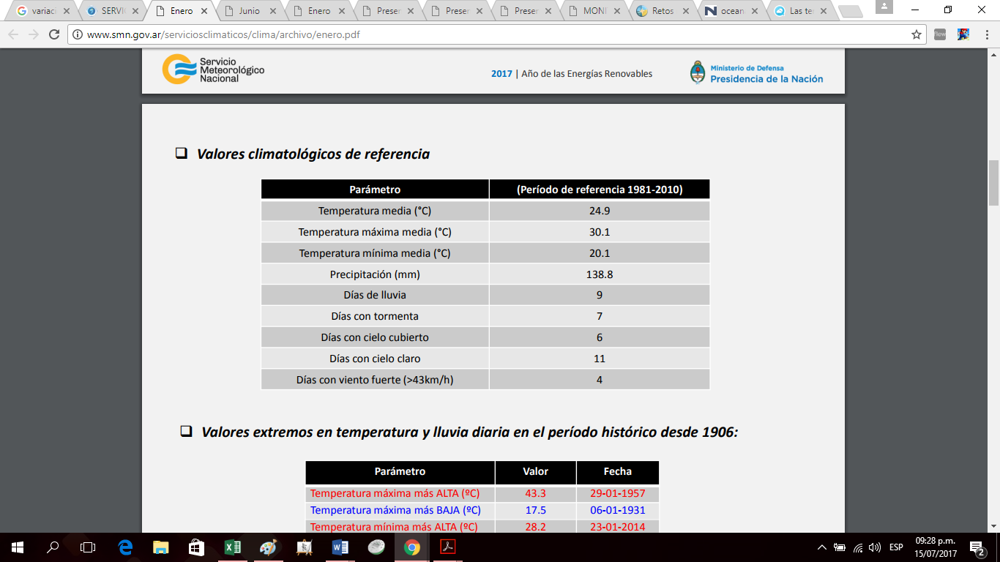 variaci
SERVIC
Enero
Junio
Enero
Preser
Preser
Preser
MONI
Retos
ocean
Las te
www.smn.gov.ar/serviciosclimaticos/clima/archivo/enero.pdf
Servicio
Meteorológico
Nacional
2017 | Año de las Energías Renovables
Ministerio de Defensa
Presidencia de la Nación
Valores climatológicos de referencia
Parámetro (Período de referencia 1981-2010)
Temperatura media (°C) 24.9
Temperatura máxima media (°C) 30.1
Temperatura mínima media (°C) 20.1
Precipitación (mm) 138.8
Días de lluvia 9
Días con tormenta 7
Días con cielo cubierto 6
Días con cielo claro 11
Días con viento fuerte (>43km/h) 4
Valores extremos en temperatura y lluvia diaria en el período histórico desde 1906:
Parámetro Valor Fecha
Temperatura máxima más ALTA (ºC) 43.3 29-01-1957
Temperatura máxima más BAJA (ºC) 17.5 06-01-1931
Temperatura mínima más ALTA (ºC) 28.2 23-01-2014
ESP
09:28 p.m.
15/07/2017
2